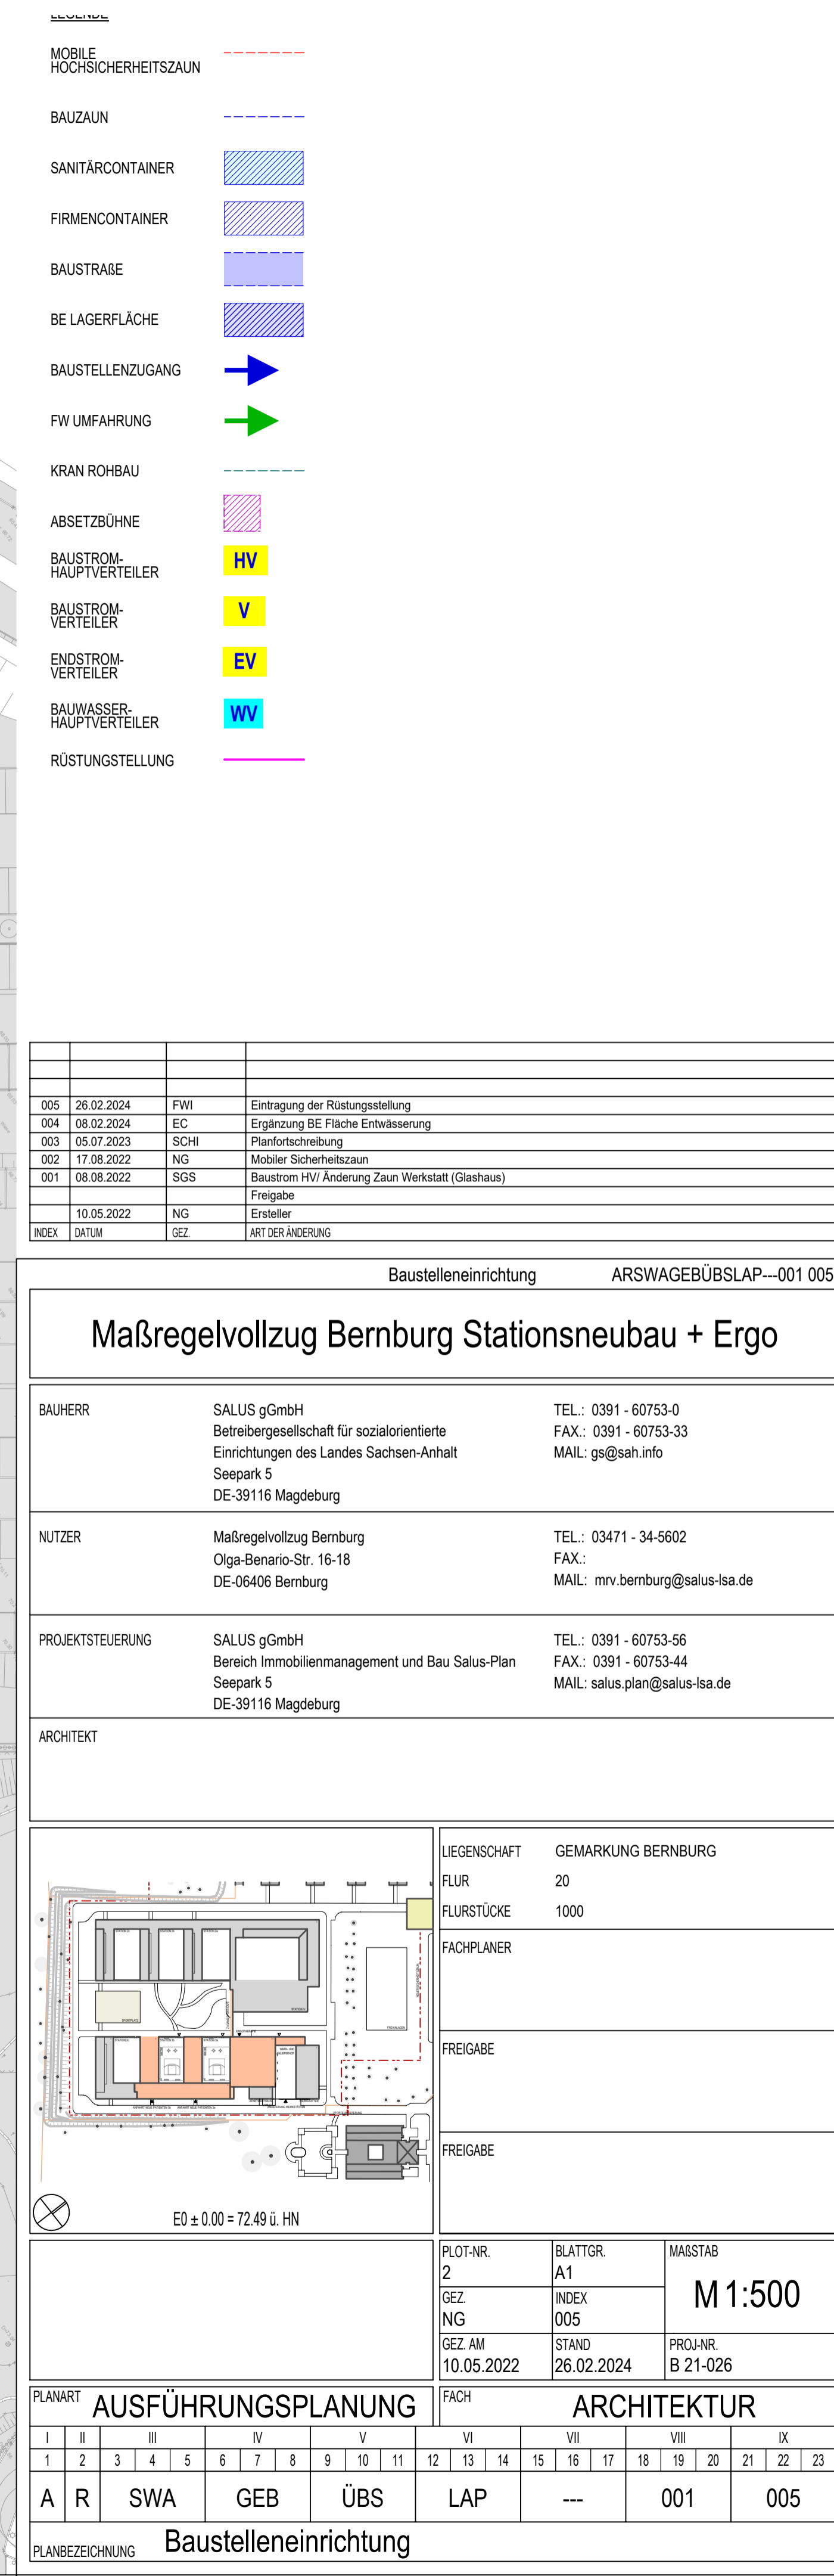 LEGENDE
MOBILE
HOCHSICHERHEITSZAUN
BAUZAUN
SANITÄRCONTAINER
FIRMENCONTAINER
BAUSTRAßE
BE LAGERFLÄCHE
BAUSTELLENZUGANG
FW UMFAHRUNG
KRAN ROHBAU
ABSETZBÜHNE
BAUSTROM-
HAUPTVERTEILER HV
BAUSTROM-
VERTEILER V
ENDSTROM-
VERTEILER EV
BAUWASSER-
HAUPTVERTEILER WV
RÜSTUNGSTELLUNG
005 26.02.2024 FWI Eintragung der Rüstungsstellung
004 08.02.2024 EC Ergänzung BE Fläche Entwässerung
003 05.07.2023 SCHI Planfortschreibung
002 17.08.2022 NG Mobiler Sicherheitszaun
001 08.08.2022 SGS Baustrom HV/ Änderung Zaun Werkstatt (Glashaus)
Freigabe
10.05.2022 NG Ersteller
INDEX DATUM GEZ. ART DER ÄNDERUNG
Baustelleneinrichtung ARSWAGEBÜBSLAP---001 005
Maßregelvollzug Bernburg Stationsneubau + Ergo
BAUHERR SALUS gGmbH TEL.: 0391 - 60753-0
Betreibergesellschaft für sozialorientierte FAX.: 0391 - 60753-33
Einrichtungen des Landes Sachsen-Anhalt MAIL: gs@sah.info
Seepark 5
DE-39116 Magdeburg
NUTZER Maßregelvollzug Bernburg TEL.: 03471 - 34-5602
Olga-Benario-Str. 16-18 FAX.:
DE-06406 Bernburg MAIL: mrv.bernburg@salus-lsa.de
PROJEKTSTEUERUNG SALUS gGmbH TEL.: 0391 - 60753-56
Bereich Immobilienmanagement und Bau Salus-Plan FAX.: 0391 - 60753-44
Seepark 5 MAIL: salus.plan@salus-lsa.de
DE-39116 Magdeburg
ARCHITEKT
E0 ± 0.00 = 72.49 ü. HN
LIEGENSCHAFT GEMARKUNG BERNBURG
FLUR 20
FLURSTÜCKE 1000
FACHPLANER
FREIGABE
FREIGABE
PLOT-NR. BLATTGR. MAßSTAB
2 A1 M 1:500
GEZ. INDEX
NG 005
GEZ. AM STAND PROJ-NR.
10.05.2022 26.02.2024 B 21-026
PLANART AUSFÜHRUNGSPLANUNG FACH ARCHITEKTUR
I II III IV V VI VII VIII IX
1 2 3 4 5 6 7 8 9 10 11 12 13 14 15 16 17 18 19 20 21 22 23
A R SWA GEB ÜBS LAP --- 001 005
PLANBEZEICHNUNG Baustelleneinrichtung